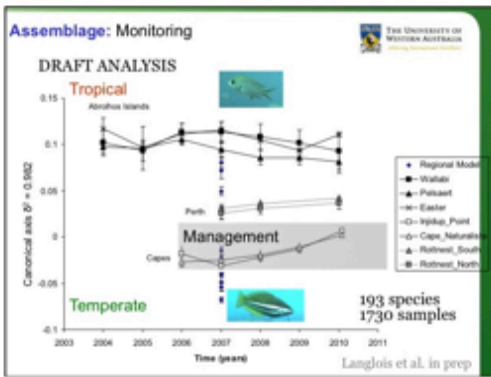 Assemblage: Monitoring
THE UNIVERSITY OF
WESTERN AUSTRALIA
DRAFT ANALYSIS
Tropical
Abrolhos Islands
0.15
0.1
0.05
0
-0.05
-0.1
Canonical axis δ² = 0.982
Perth
Management
Capes
Temperate
193 species
1730 samples
2003 2004 2005 2006 2007 2008 2009 2010 2011
Time (years)
Regional Model
Wallabi
Pelsaert
Easter
Injidup_Point
Cape_Naturaliste
Rottnest_South
Rottnest_North
Langlois et al. in prep